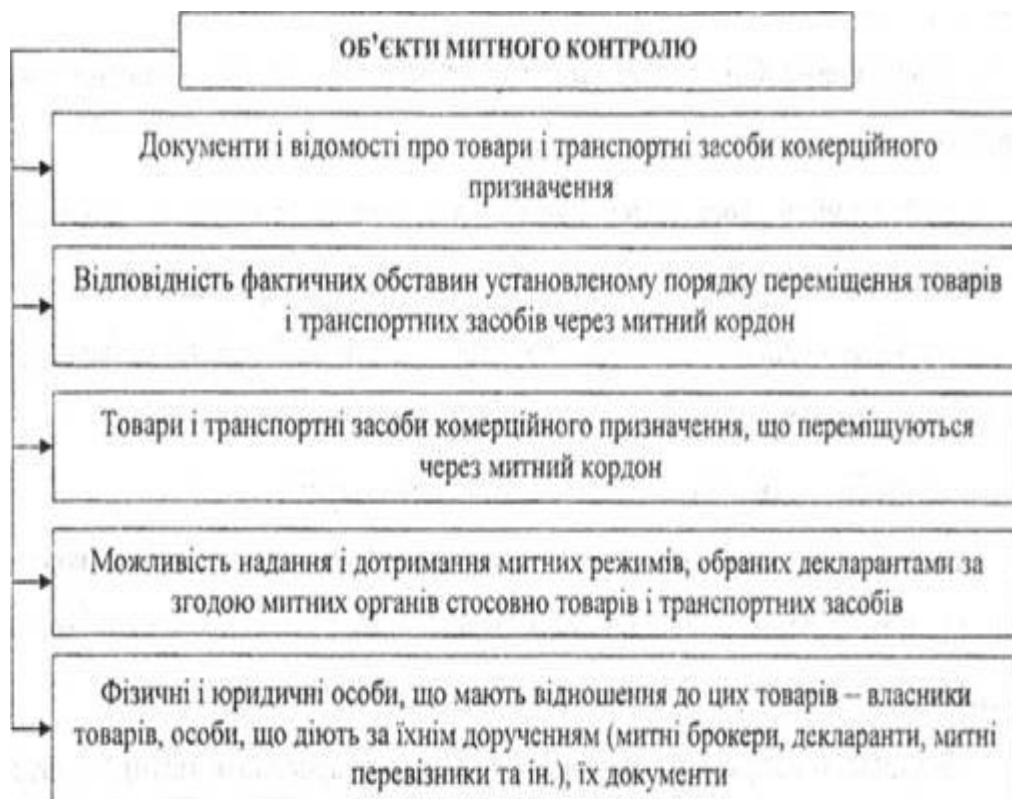 ОБ’ЄКТИ МИТНОГО КОНТРОЛЮ
Документи і відомості про товари і транспортні засоби комерційного
призначення
Відповідність фактичних обставин установленому порядку переміщення товарів
і транспортних засобів через митний кордон
Товари і транспортні засоби комерційного призначення, що переміщуються
через митний кордон
Можливість надання і дотримання митних режимів, обраних декларантами за
згодою митних органів стосовно товарів і транспортних засобів
Фізичні і юридичні особи, що мають відношення до цих товарів – власники
товарів, особи, що діють за їхнім дорученням (митні брокери, декларанти, митні
перевізники та ін.), їх документи